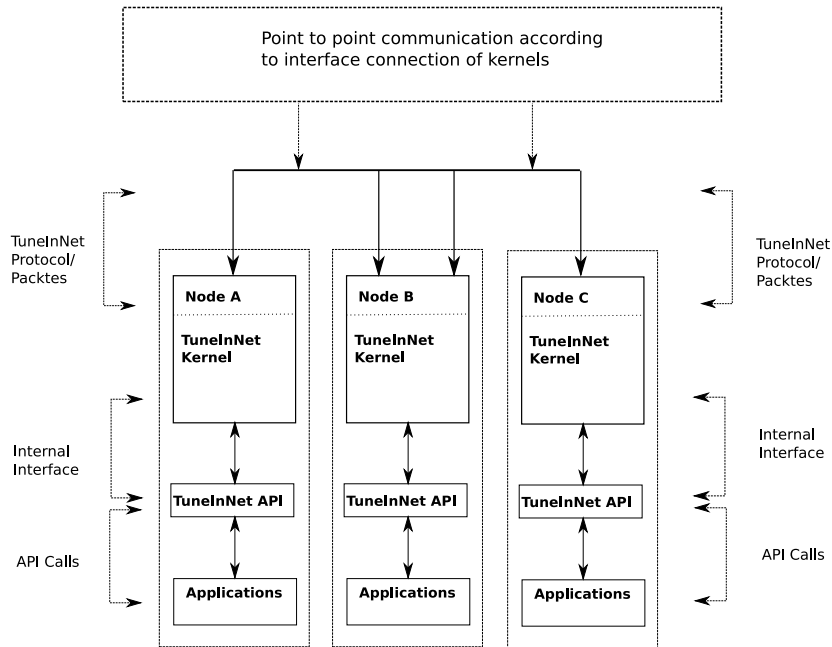 Point to point communication according
to interface connection of kernels
TuneInNet
Protocol/
Packtes
TuneInNet
Protocol/
Packtes
Node A
Node B
Node C
TuneInNet
Kernel
TuneInNet
Kernel
TuneInNet
Kernel
Internal
Interface
Internal
Interface
TuneInNet API
TuneInNet API
TuneInNet API
API Calls
API Calls
Applications
Applications
Applications